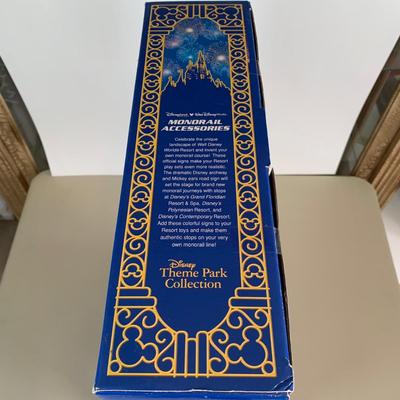 Disneyland Walt Disney World
MONORAIL
ACCESSORIES
Celebrate the unique
landscape of Walt Disney
World® Resort and invent your
own monorail course! These
official signs make your Resort
play sets even more realistic.
The dramatic Disney archway
and Mickey ears road sign will
set the stage for brand new
monorail journeys with stops
at Disney's Grand Floridian
Resort & Spa, Disney's
Polynesian Resort, and
Disney's Contemporary Resort.
Add these colorful signs to your
Resort toys and make them
authentic stops on your very
own monorail line!
Disney
Theme Park
Collection